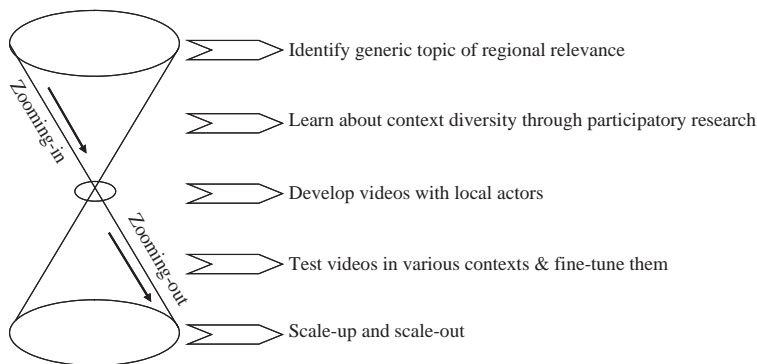 Identify generic topic of regional relevance
Zooming-in
Learn about context diversity through participatory research
Develop videos with local actors
Zooming-out
Test videos in various contexts & fine-tune them
Scale-up and scale-out